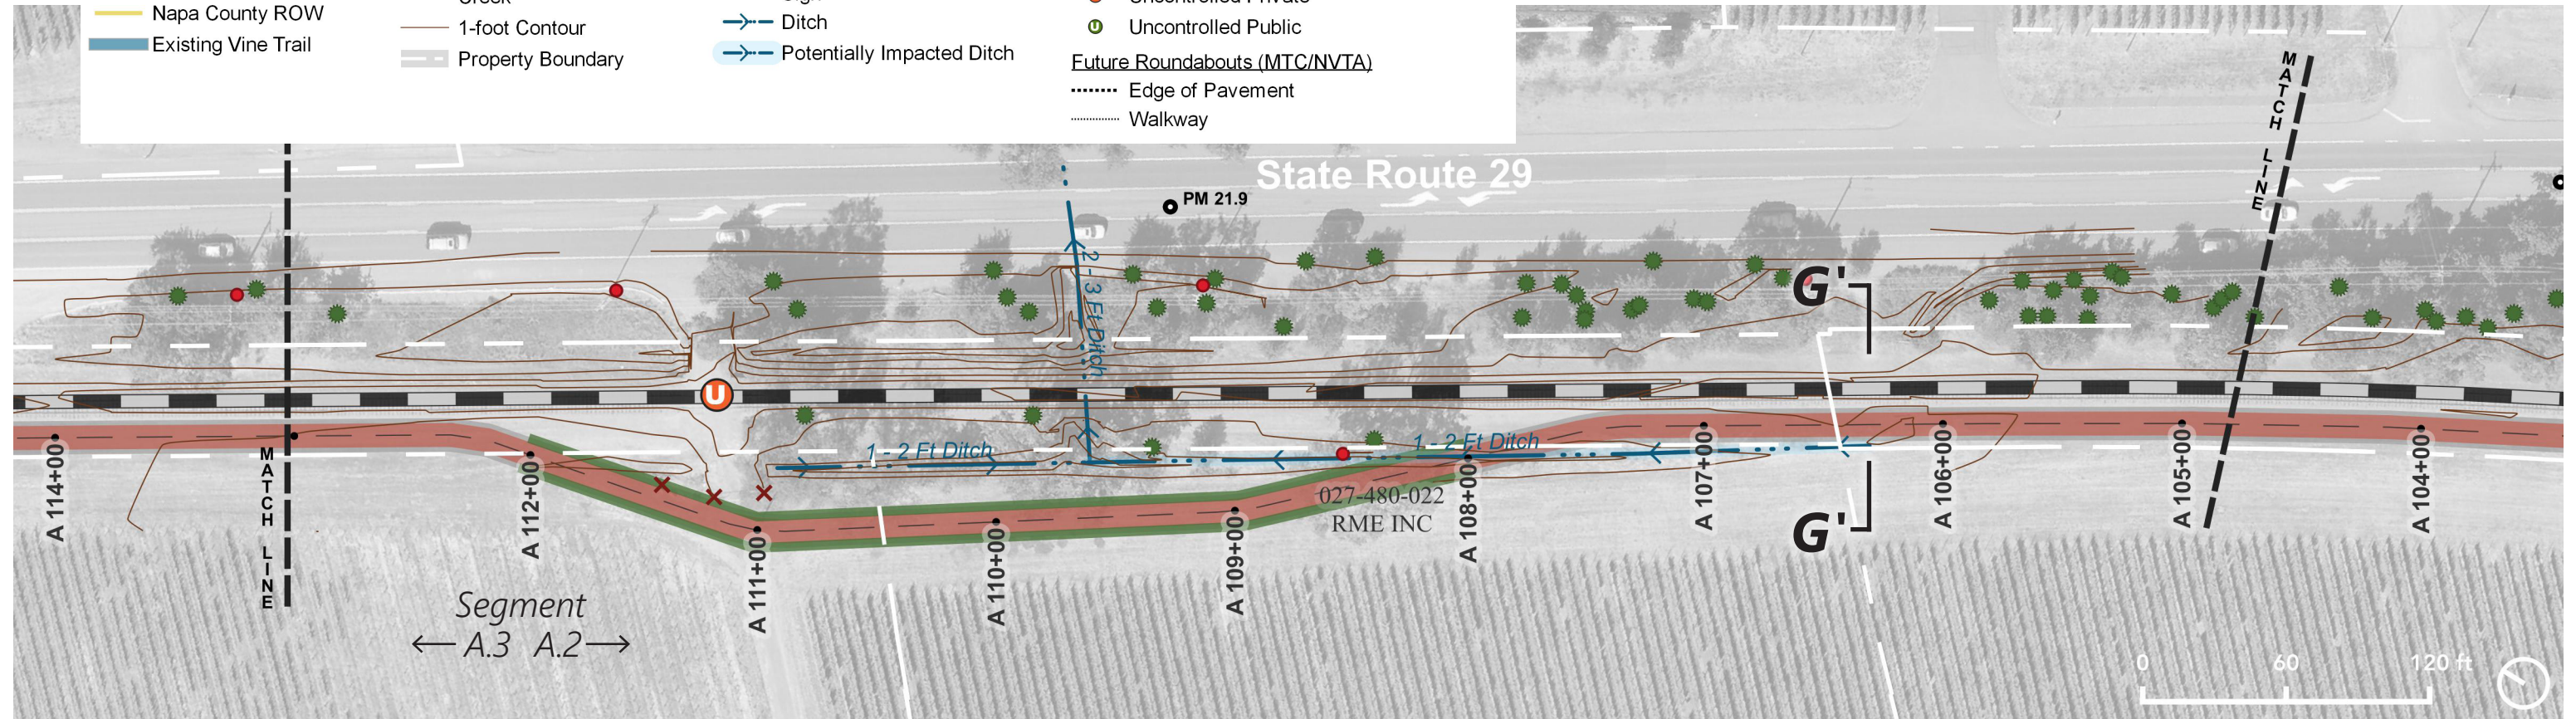 Napa County ROW
Existing Vine Trail
1-foot Contour
Property Boundary
Ditch
Potentially Impacted Ditch
Uncontrolled Private
U Uncontrolled Public
Future Roundabouts (MTC/NVTA)
Edge of Pavement
Walkway
State Route 29
PM 21.9
MATCH LINE
2 - 3 Ft Ditch
G'
U
1 - 2 Ft Ditch
1 - 2 Ft Ditch
MATCH LINE
027-480-022
RME INC
G'
A 114+00
A 112+00
A 111+00
A 110+00
A 109+00
A 108+00
A 107+00
A 106+00
A 105+00
A 104+00
Segment
A.3 A.2
0 60 120 ft